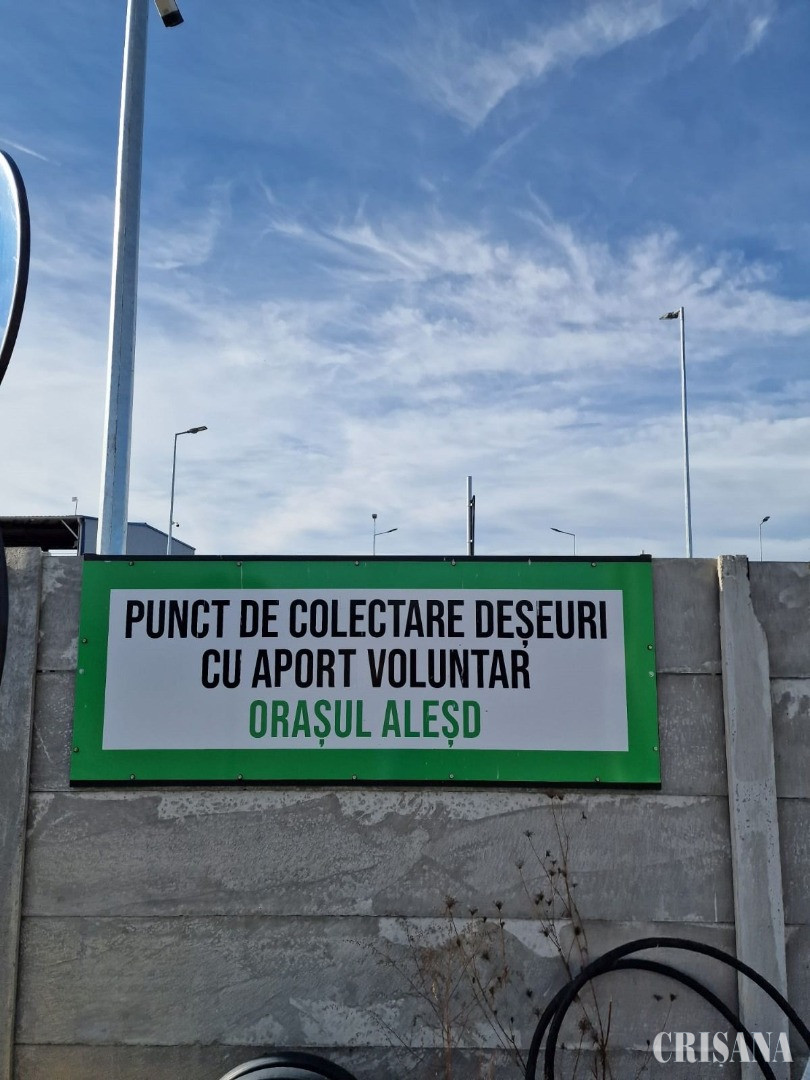 PUNCT DE COLECTARE DEȘEURI
CU APORT VOLUNTAR
ORAȘUL ALEȘD
CRIȘANA